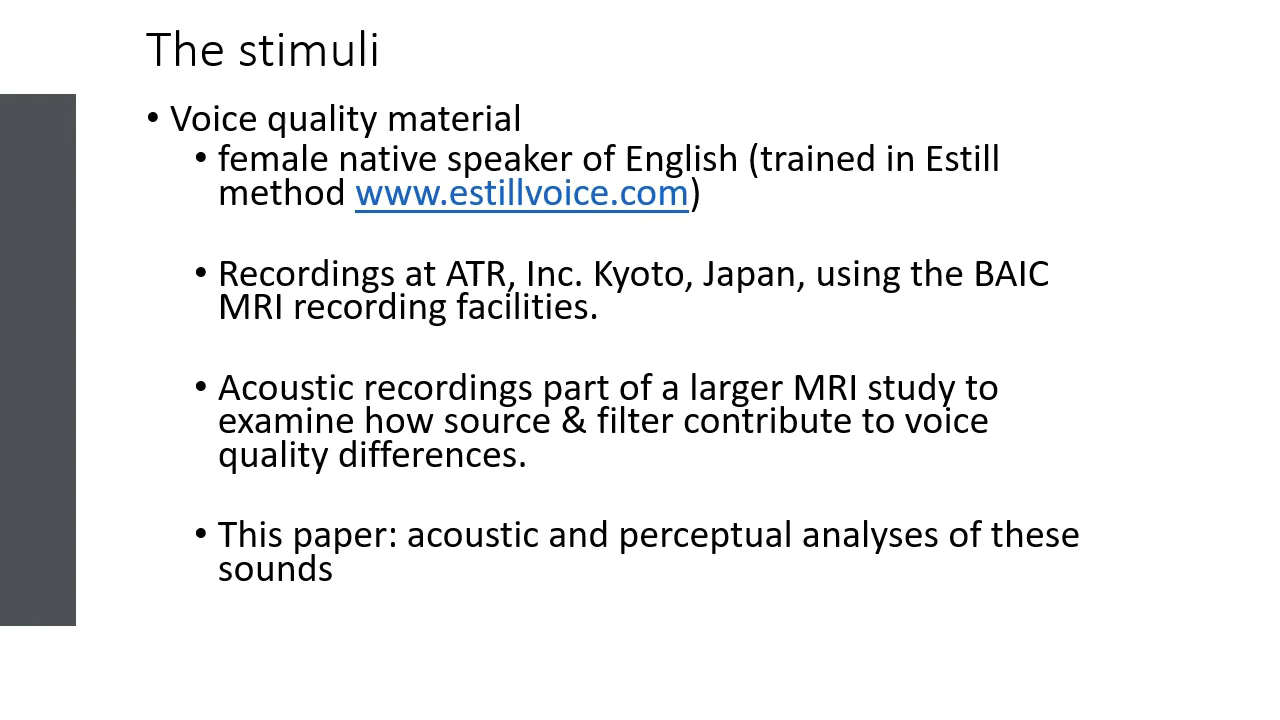 The stimuli
• Voice quality material
• female native speaker of English (trained in Estill
method www.estillvoice.com)
• Recordings at ATR, Inc. Kyoto, Japan, using the BAIC
MRI recording facilities.
• Acoustic recordings part of a larger MRI study to
examine how source & filter contribute to voice
quality differences.
• This paper: acoustic and perceptual analyses of these
sounds